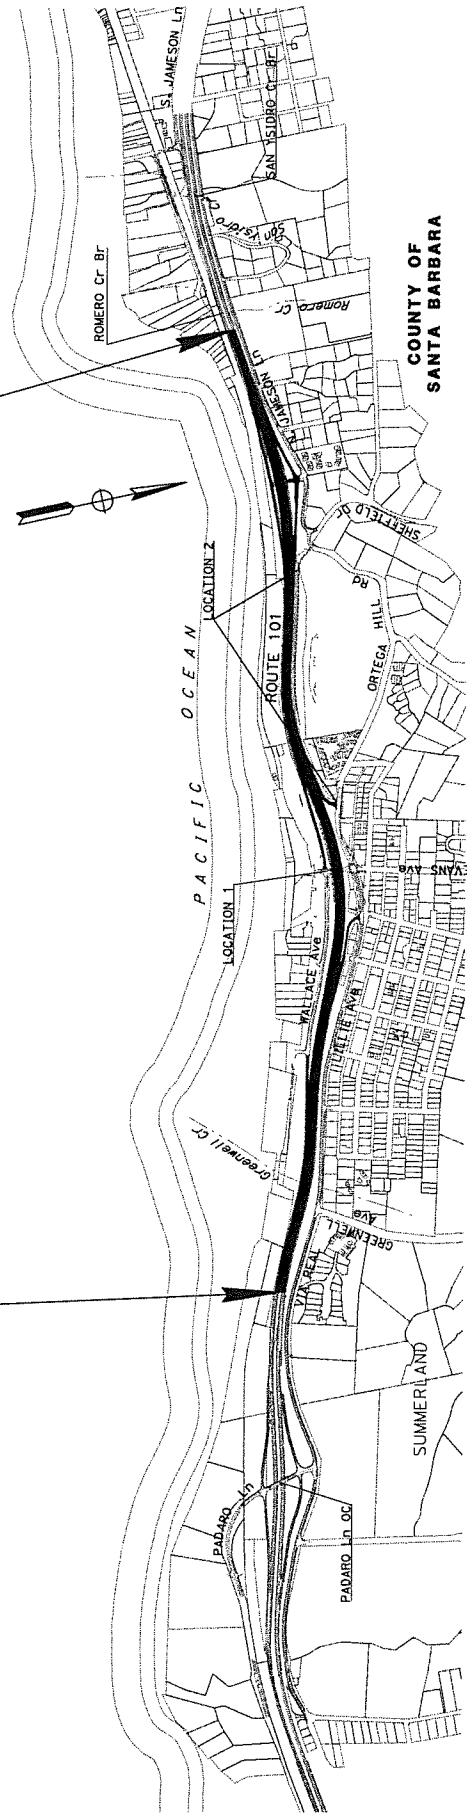 S. JAMESON Ln
SAN YSIDRO Cr Br
San Ysidro
Cr
ROMERO Cr Br
Romero Cr
COUNTY OF
SANTA BARBARA
N. JAMESON Ln
SHEFFIELD Dr
LOCATION 2
ROUTE 101
ORTEGA HILL Rd
PACIFIC OCEAN
LOCATION 1
EVANS Ave
WALLACE Ave
LILLIE AVe
Greenwell Cr
GREENWELL Ave
VIA REAL
SUMMERLAND
PADARO Ln
PADARO Ln OC